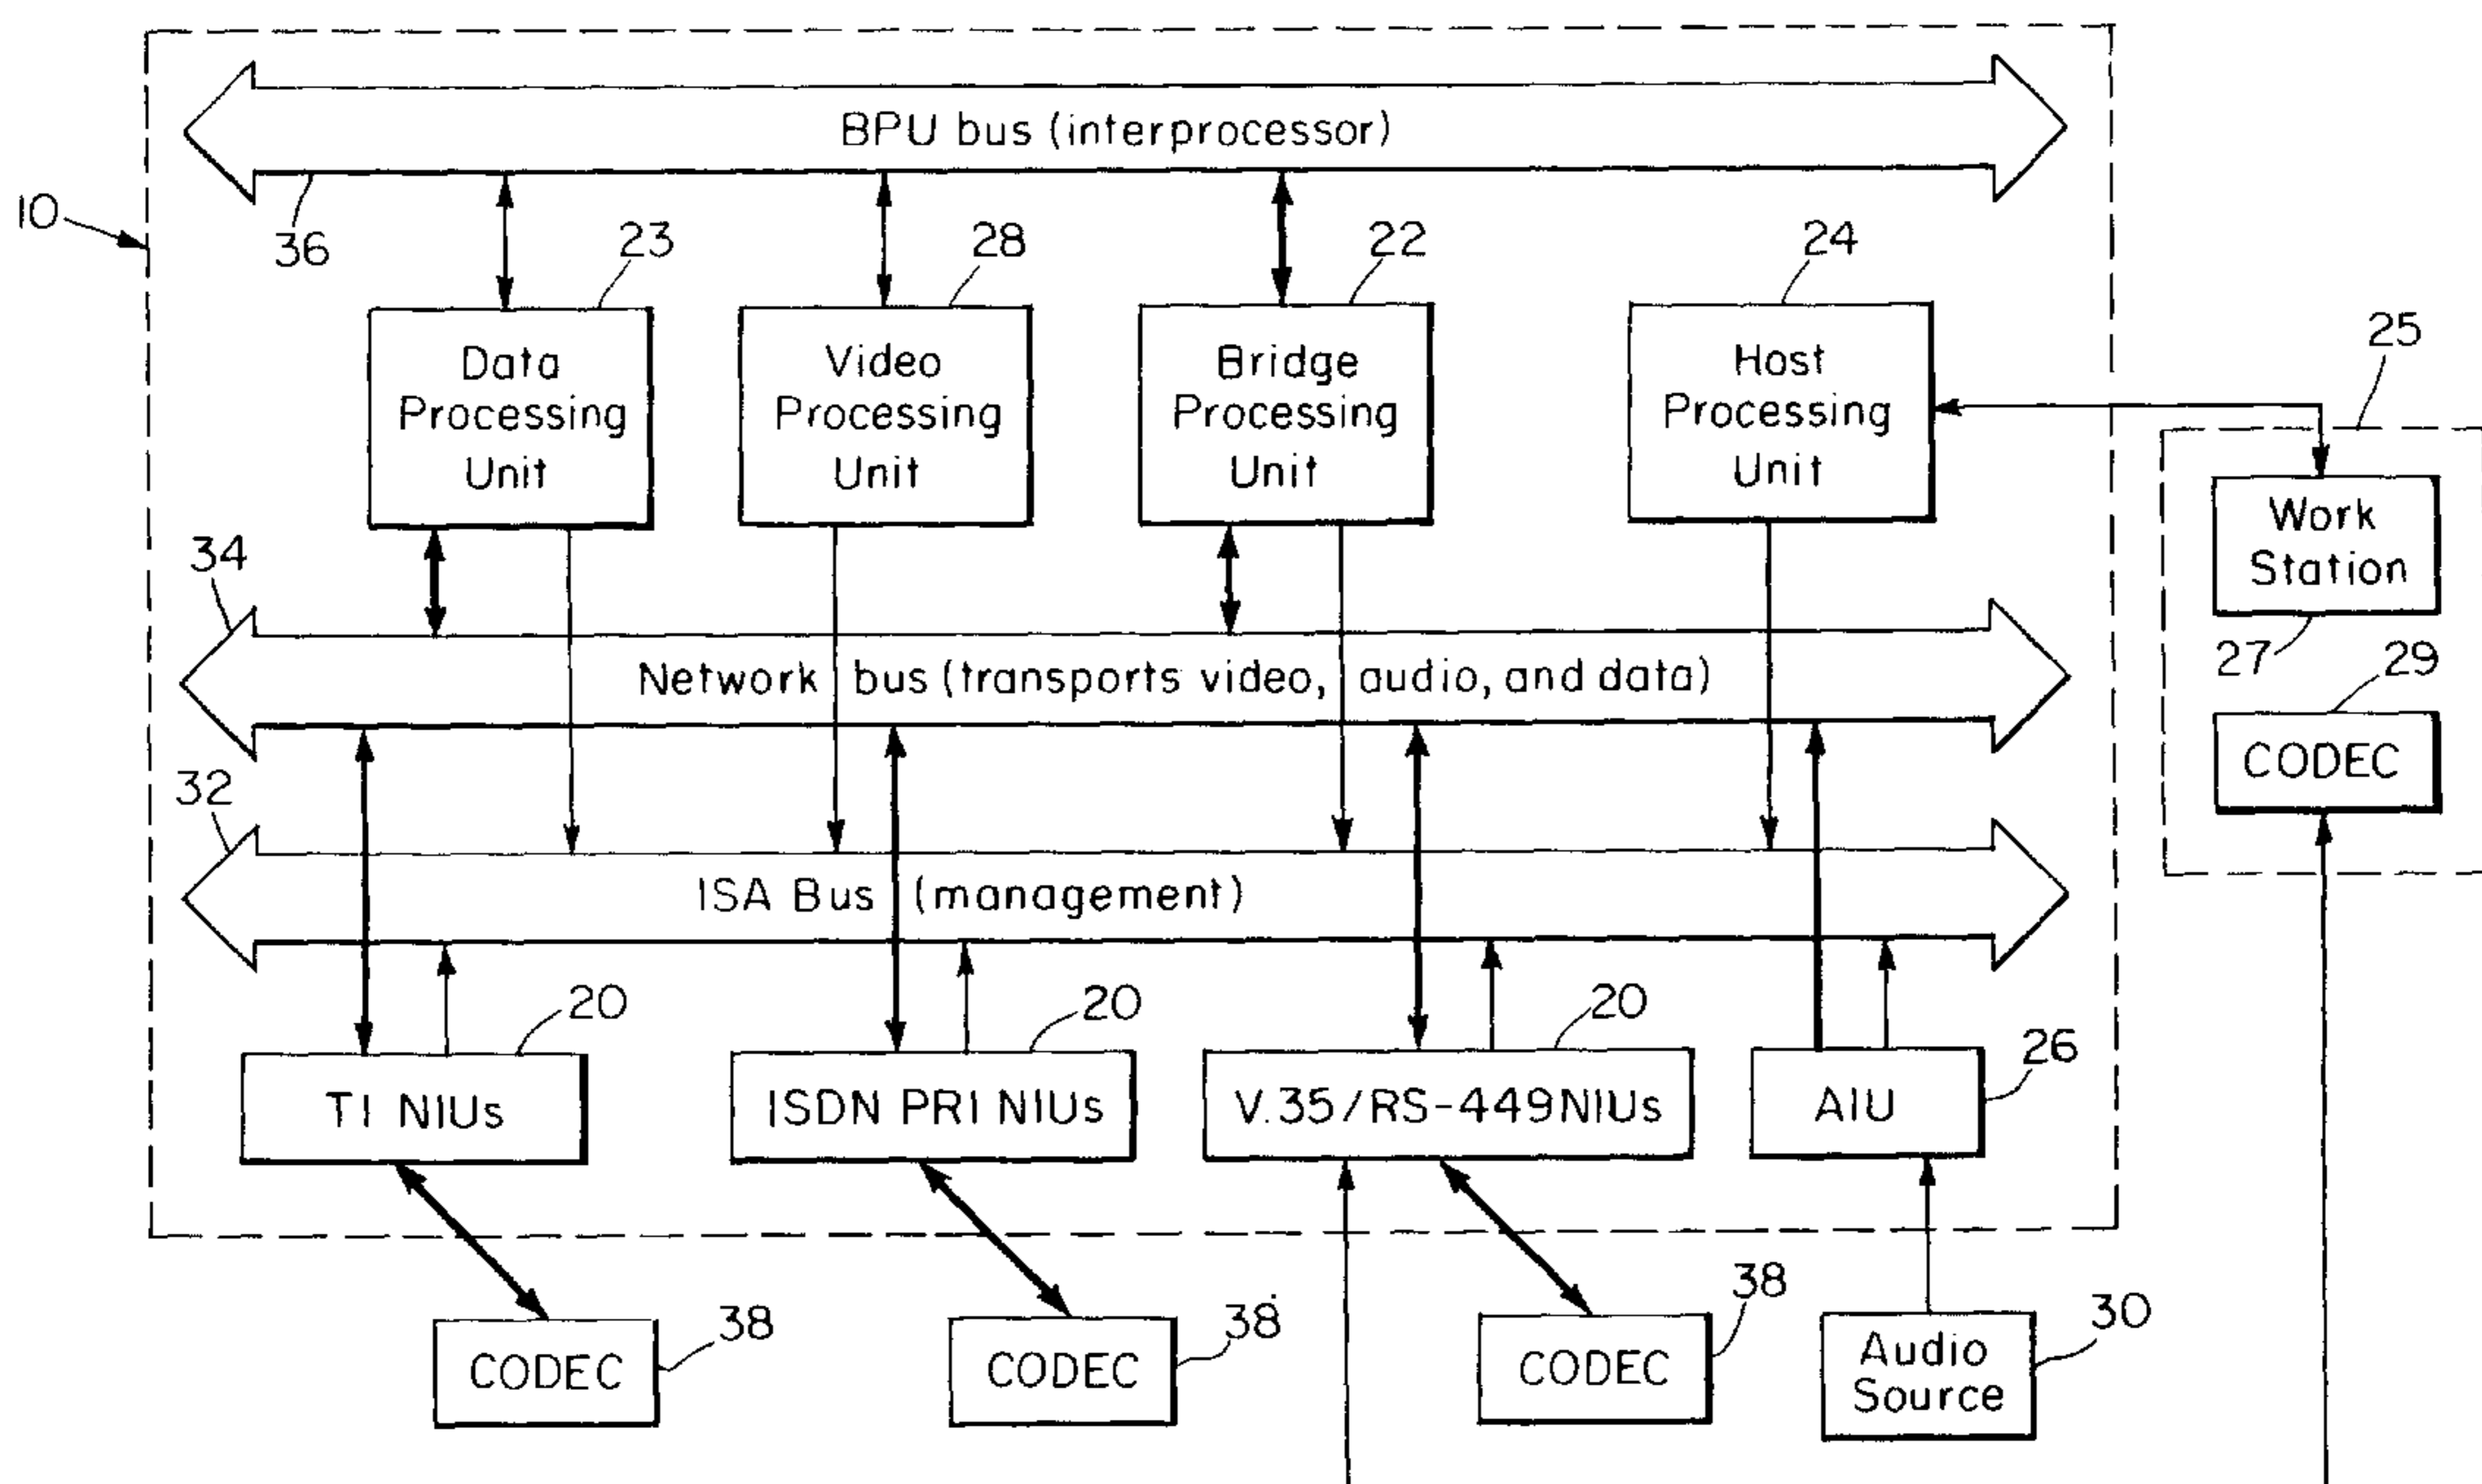 BPU bus (interprocessor)
10
36
23
28
22
24
25
Data
Processing
Unit
Video
Processing
Unit
Bridge
Processing
Unit
Host
Processing
Unit
Work
Station
27
34
Network bus (transports video, audio, and data)
29
CODEC
32
ISA Bus (management)
20
20
20
26
T1 NIUs
ISDN PRI NIUs
V.35/RS-449NIUs
AIU
38
38
38
30
CODEC
CODEC
CODEC
Audio
Source